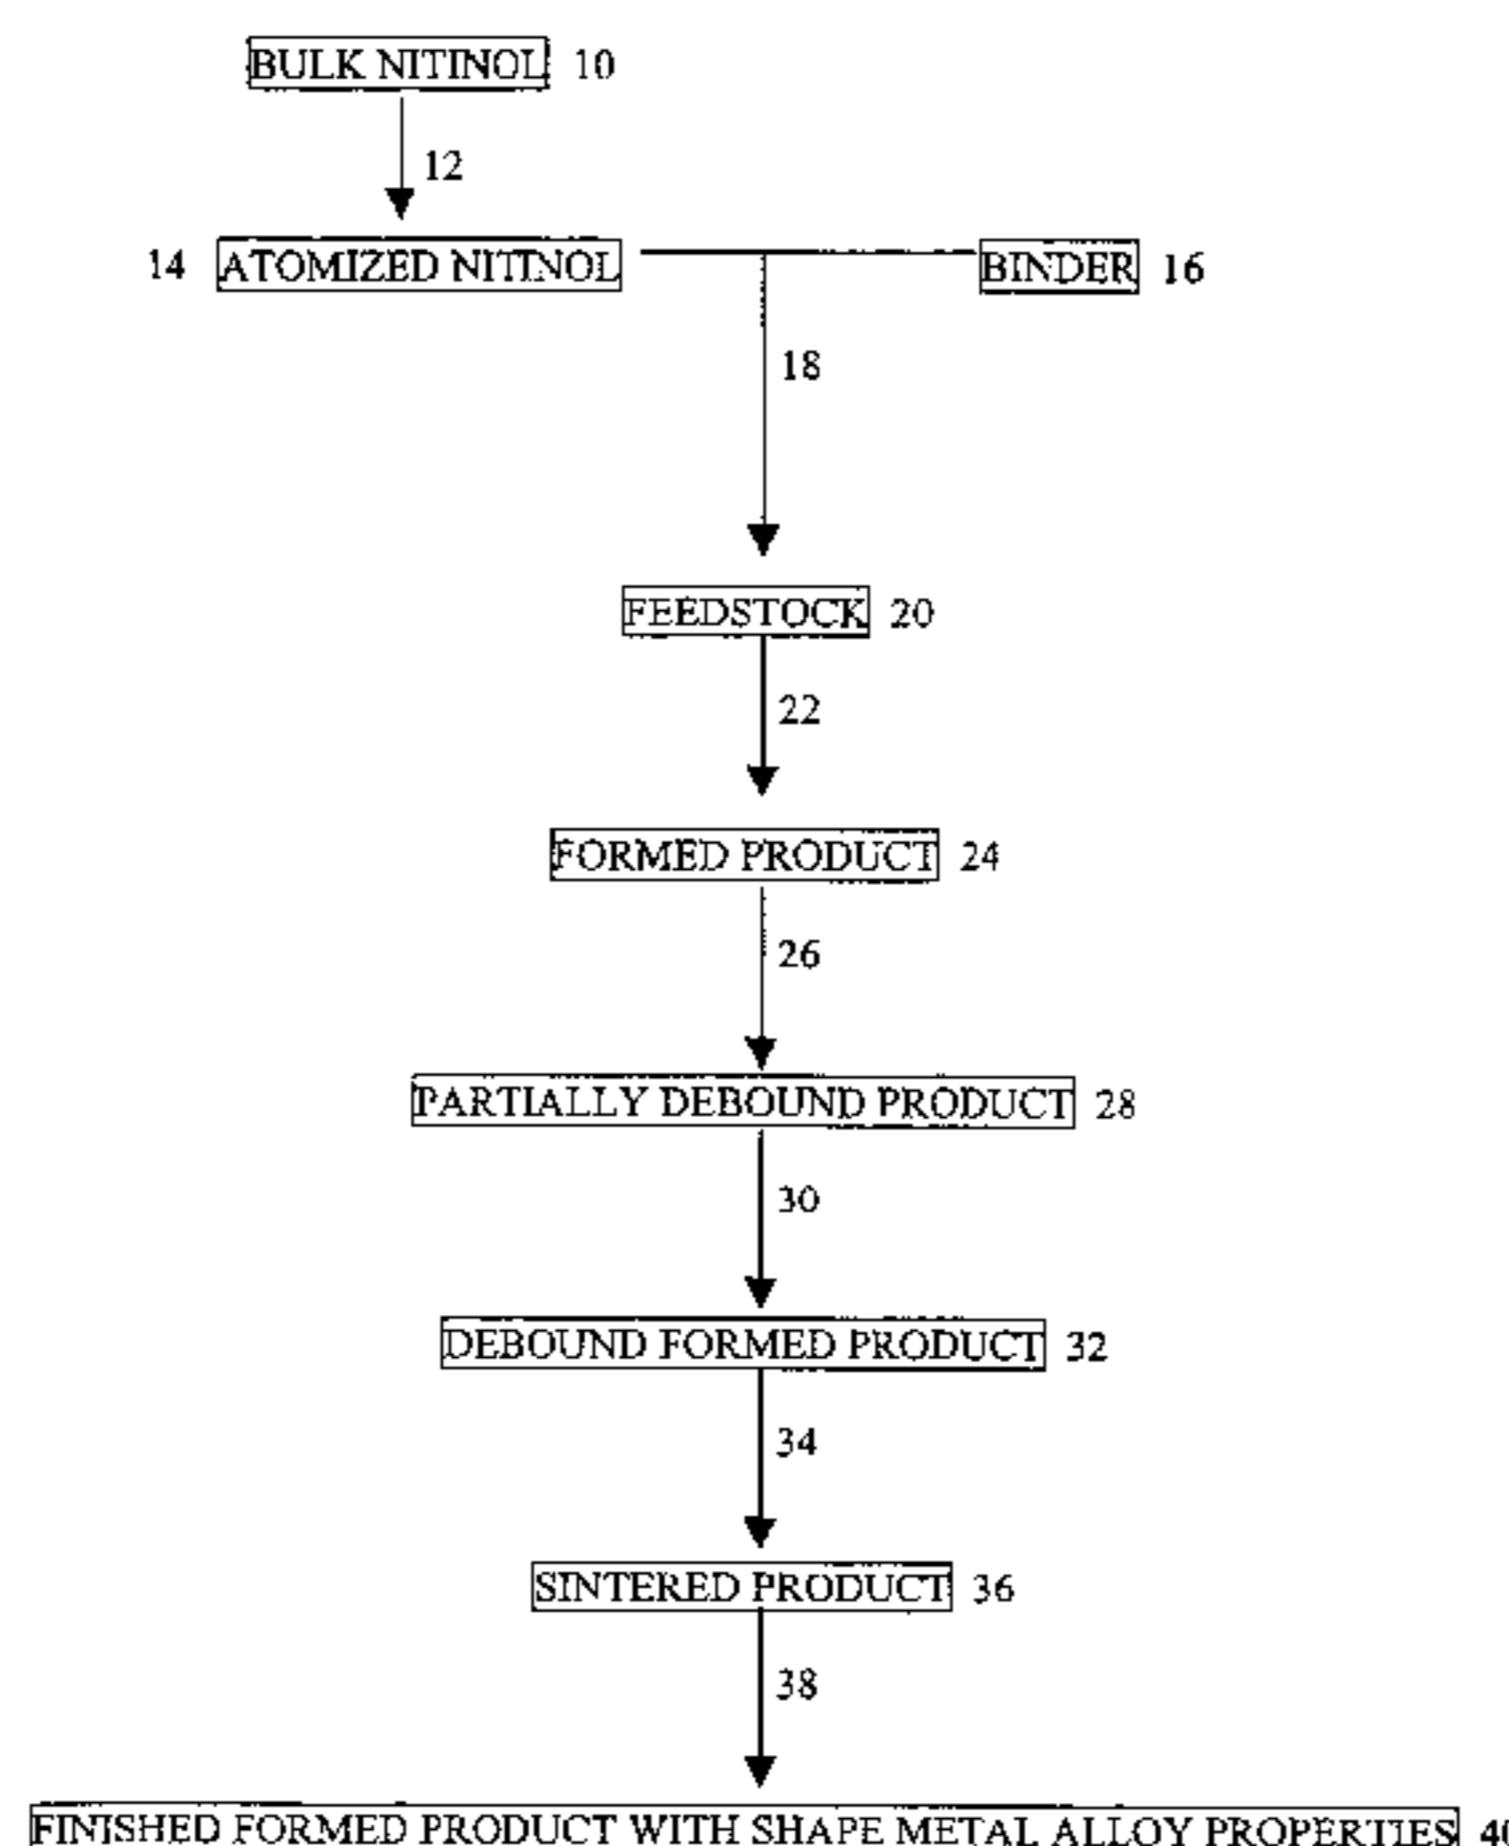 BULK NITINOL 10
12
14 ATOMIZED NITINOL BINDER 16
18
FEEDSTOCK 20
22
FORMED PRODUCT 24
26
PARTIALLY DEBOUND PRODUCT 28
30
DEBOUND FORMED PRODUCT 32
34
SINTERED PRODUCT 36
38
FINISHED FORMED PRODUCT WITH SHAPE METAL ALLOY PROPERTIES